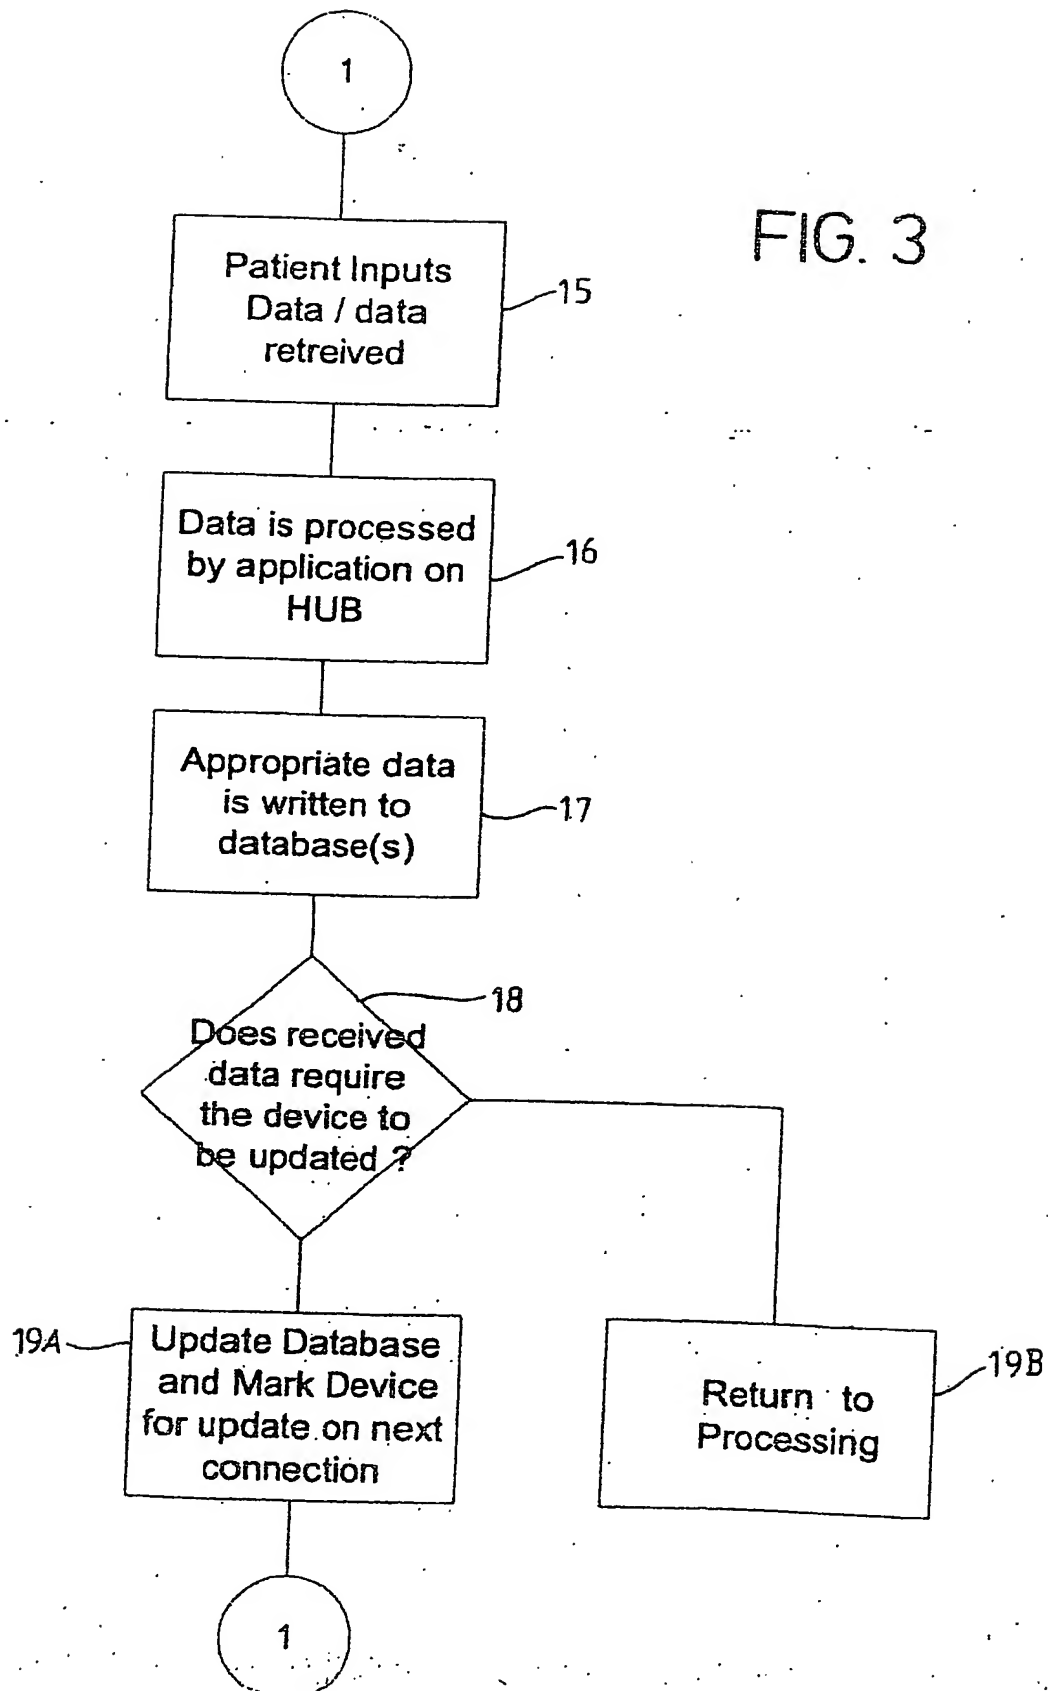 1
FIG. 3
Patient Inputs
Data / data
retreived
15
Data is processed
by application on
HUB
16
Appropriate data
is written to
database(s)
17
18
Does received
data require
the device to
be updated ?
19A
Update Database
and Mark Device
for update on next
connection
19B
Return to
Processing
1